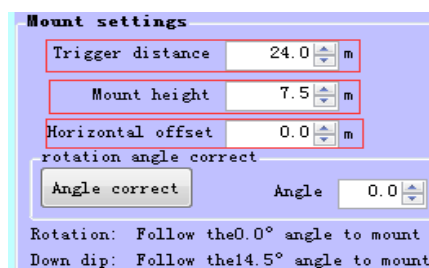 Mount settings
Trigger distance 24.0 m
Mount height 7.5 m
Horizontal offset 0.0 m
rotation angle correct
Angle correct Angle 0.0
Rotation: Follow the0.0° angle to mount
Down dip: Follow the14.5° angle to mount